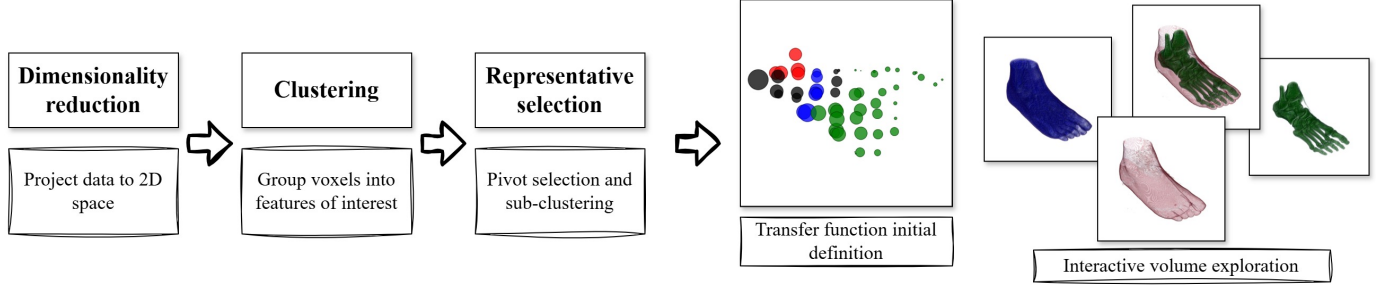 Dimensionality
reduction
Project data to 2D
space
Clustering
Group voxels into
features of interest
Representative
selection
Pivot selection and
sub-clustering
Transfer function initial
definition
Interactive volume exploration